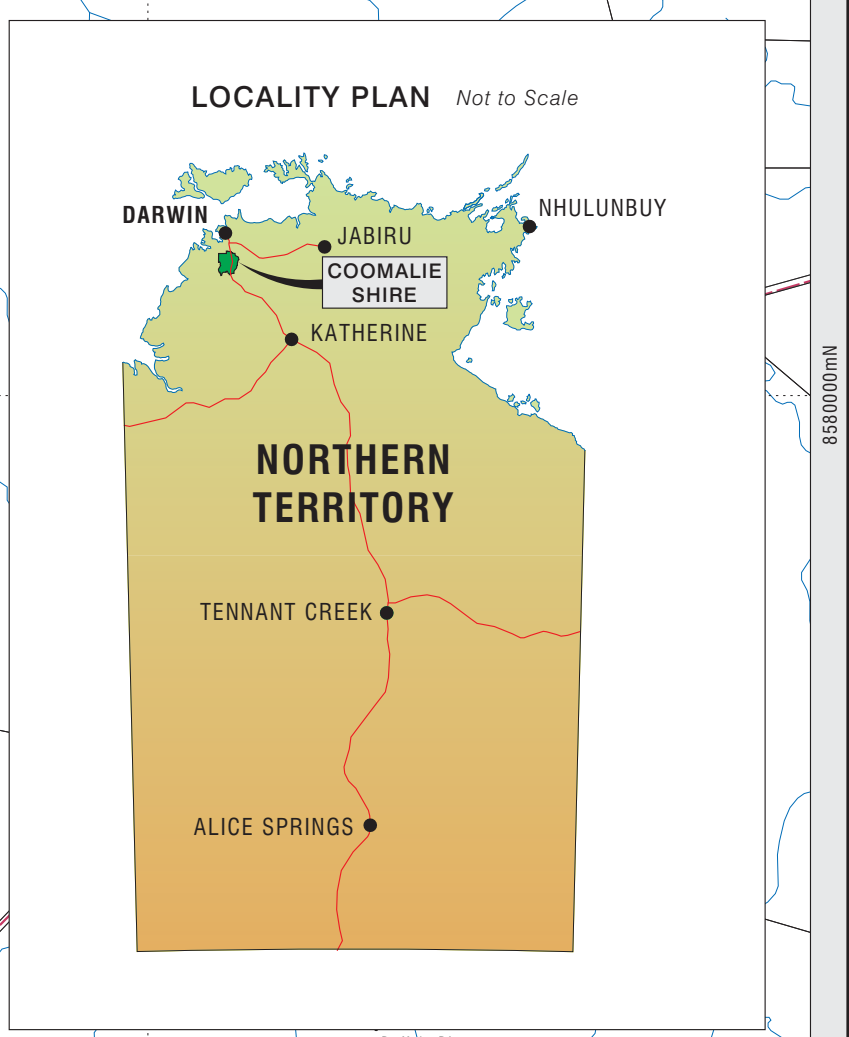 LOCALITY PLAN Not to Scale
DARWIN
NHULUNBUY
JABIRU
COOMALIE
SHIRE
KATHERINE
8580000mN
NORTHERN
TERRITORY
TENNANT CREEK
ALICE SPRINGS